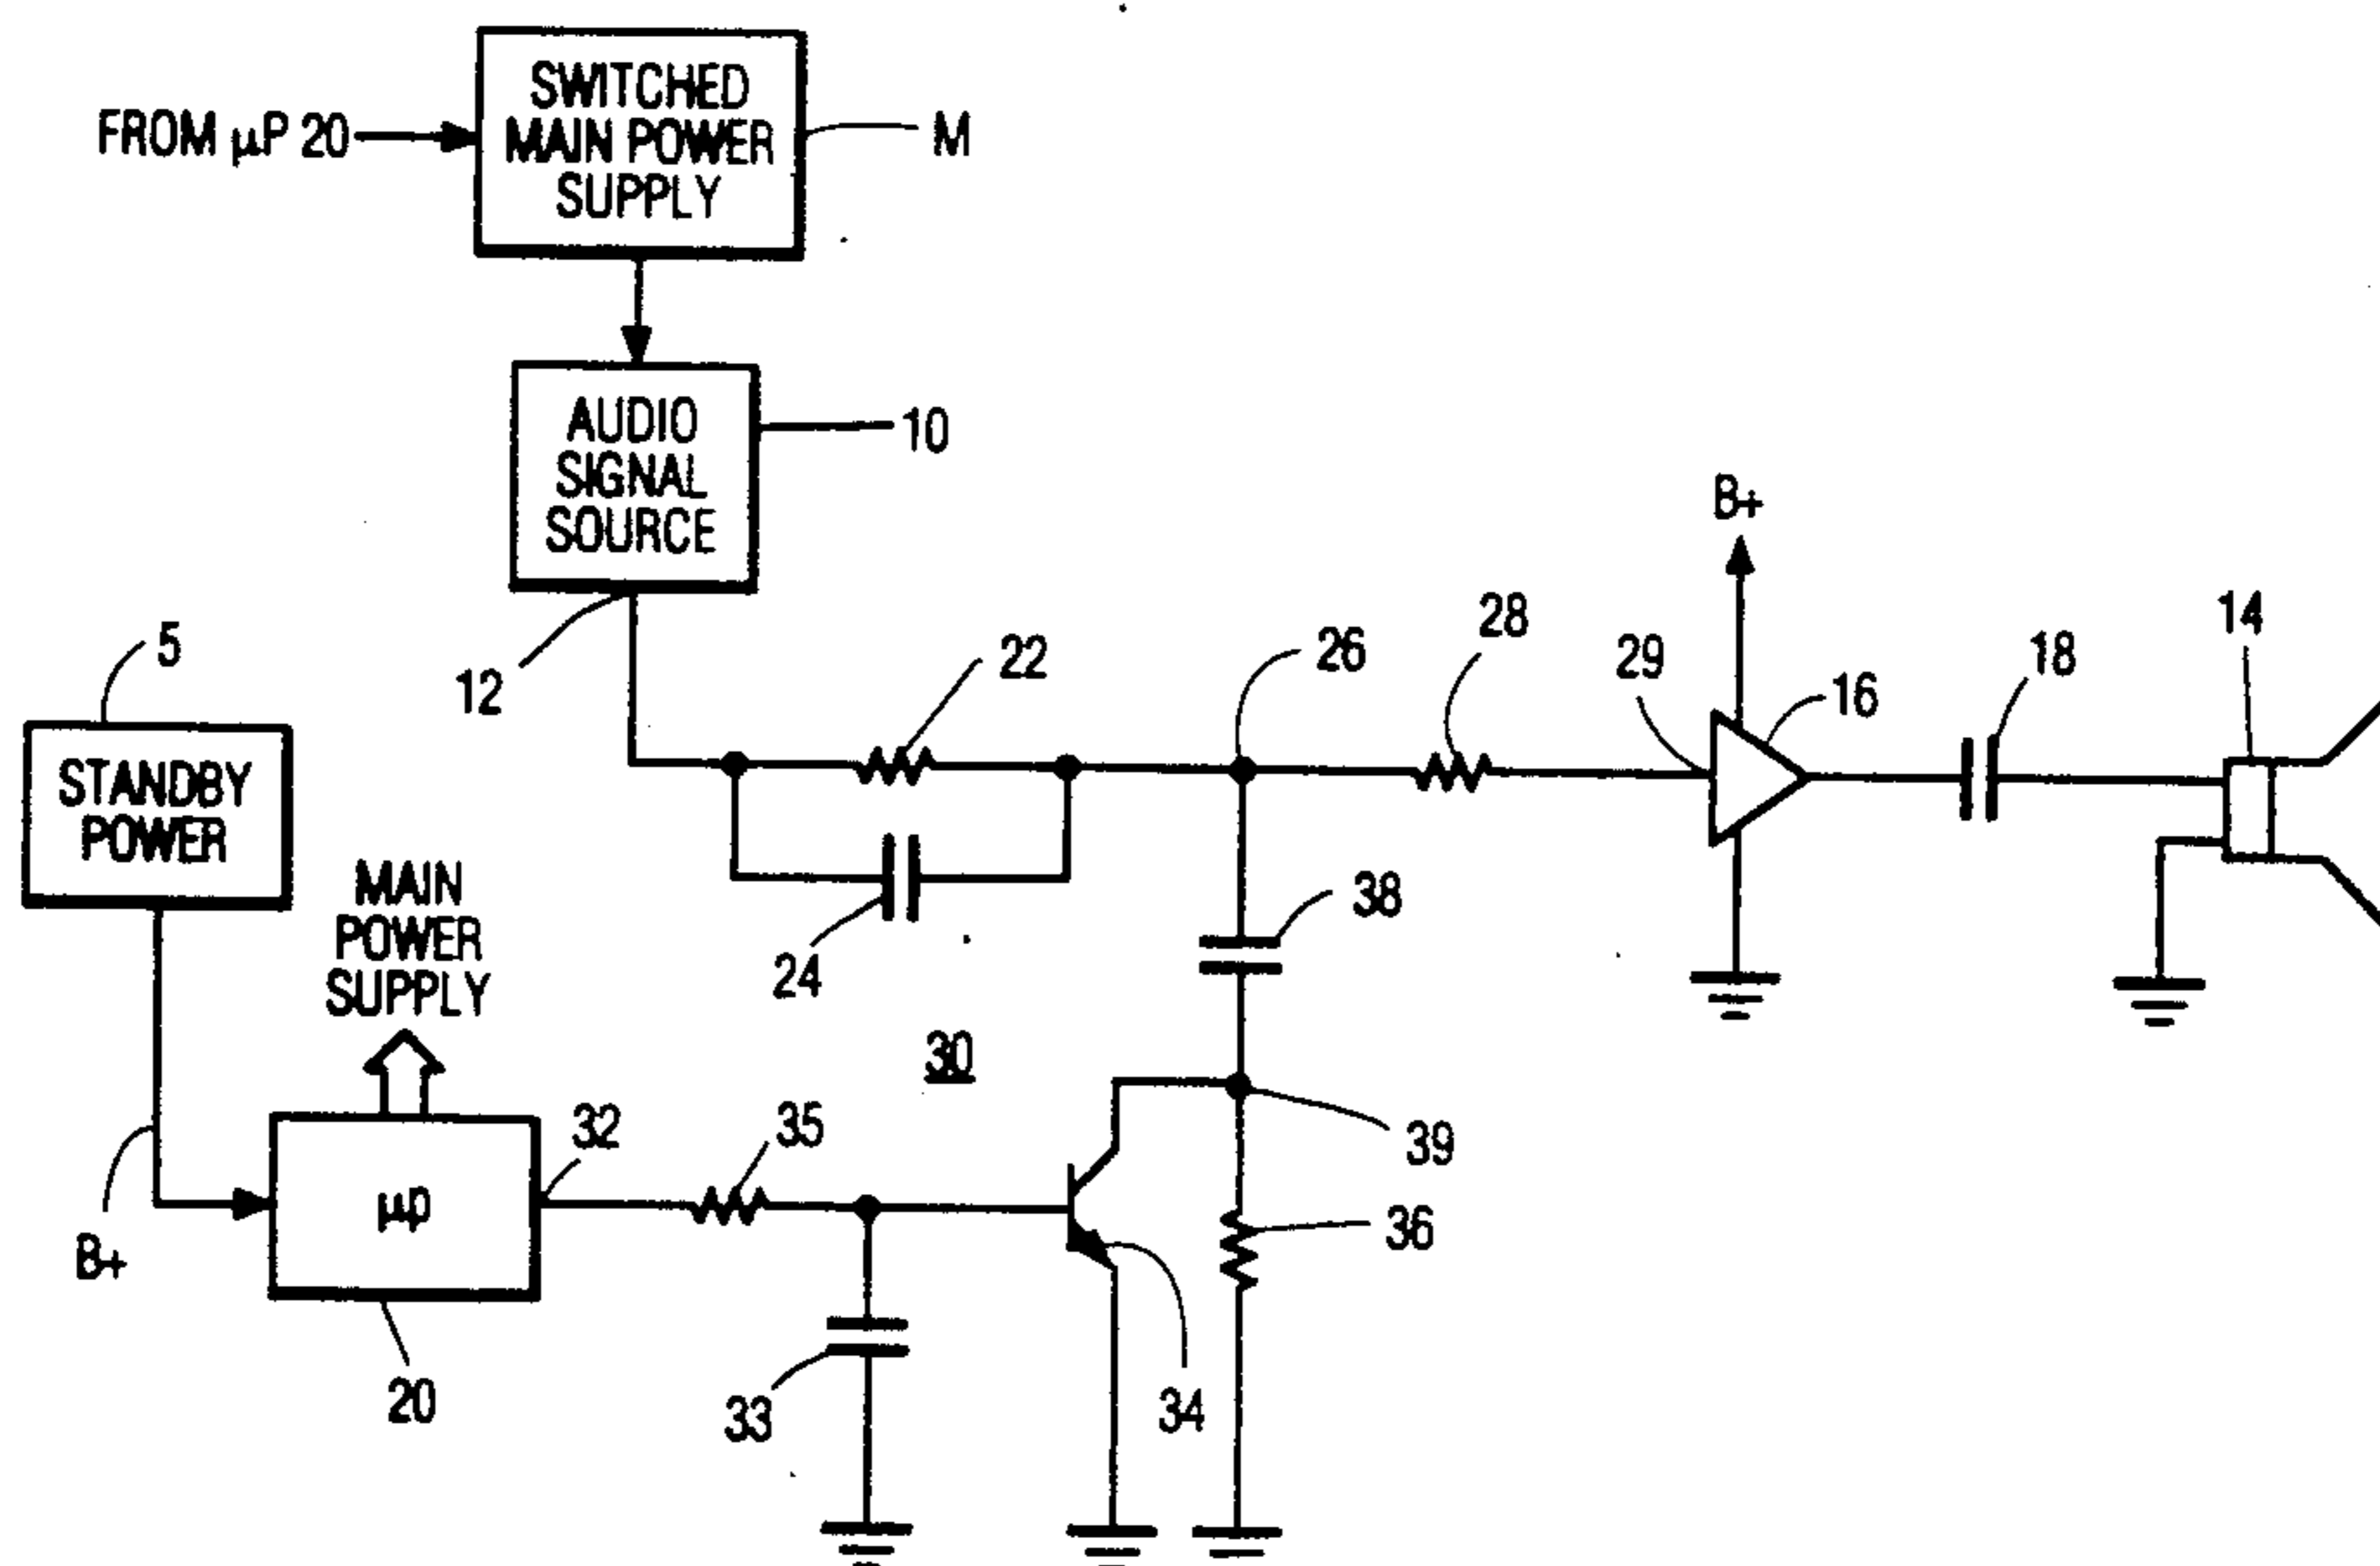 SWITCHED
MAIN POWER
SUPPLY
FROM μP 20
M
AUDIO
SIGNAL
SOURCE
10
12
B+
5
22
26
28
29
16
18
14
STANDBY
POWER
MAIN
POWER
SUPPLY
24
38
30
32
35
39
μp
36
B+
20
33
34